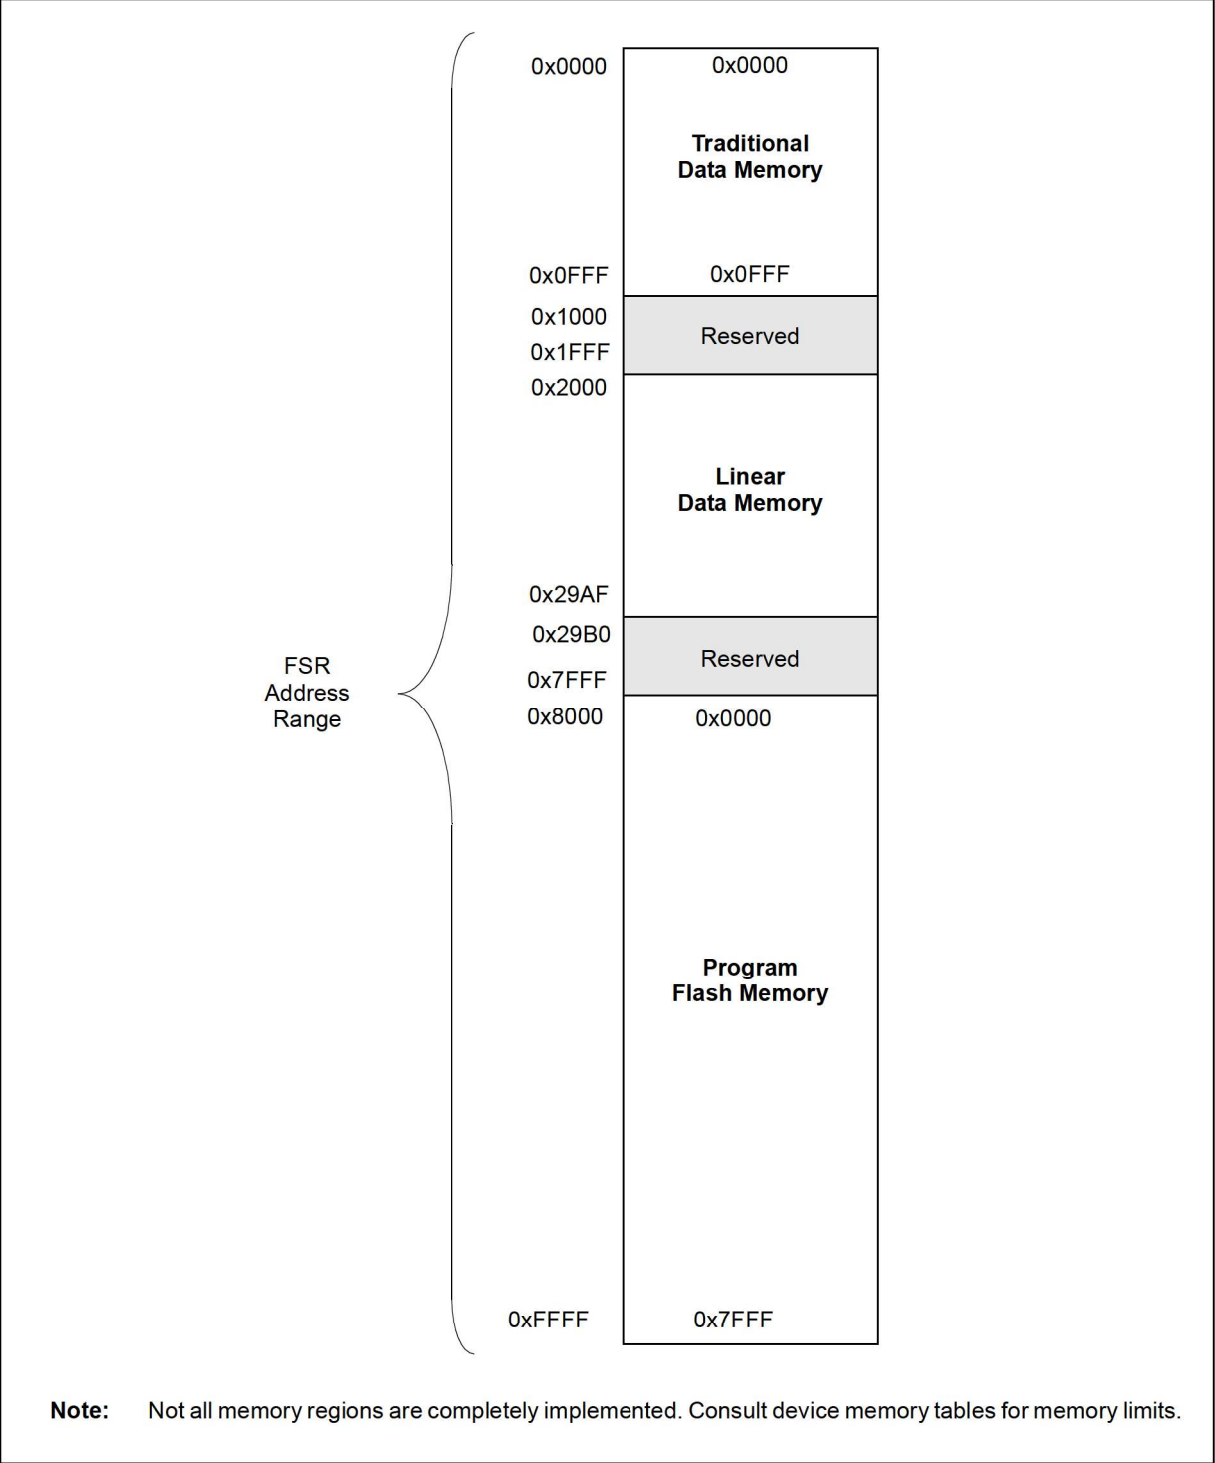 0x0000 0x0000
Traditional
Data Memory
0x0FFF 0x0FFF
0x1000
Reserved
0x1FFF
0x2000
Linear
Data Memory
0x29AF
0x29B0
Reserved
FSR
Address
Range
0x7FFF
0x8000 0x0000
Program
Flash Memory
0xFFFF 0x7FFF
Note: Not all memory regions are completely implemented. Consult device memory tables for memory limits.